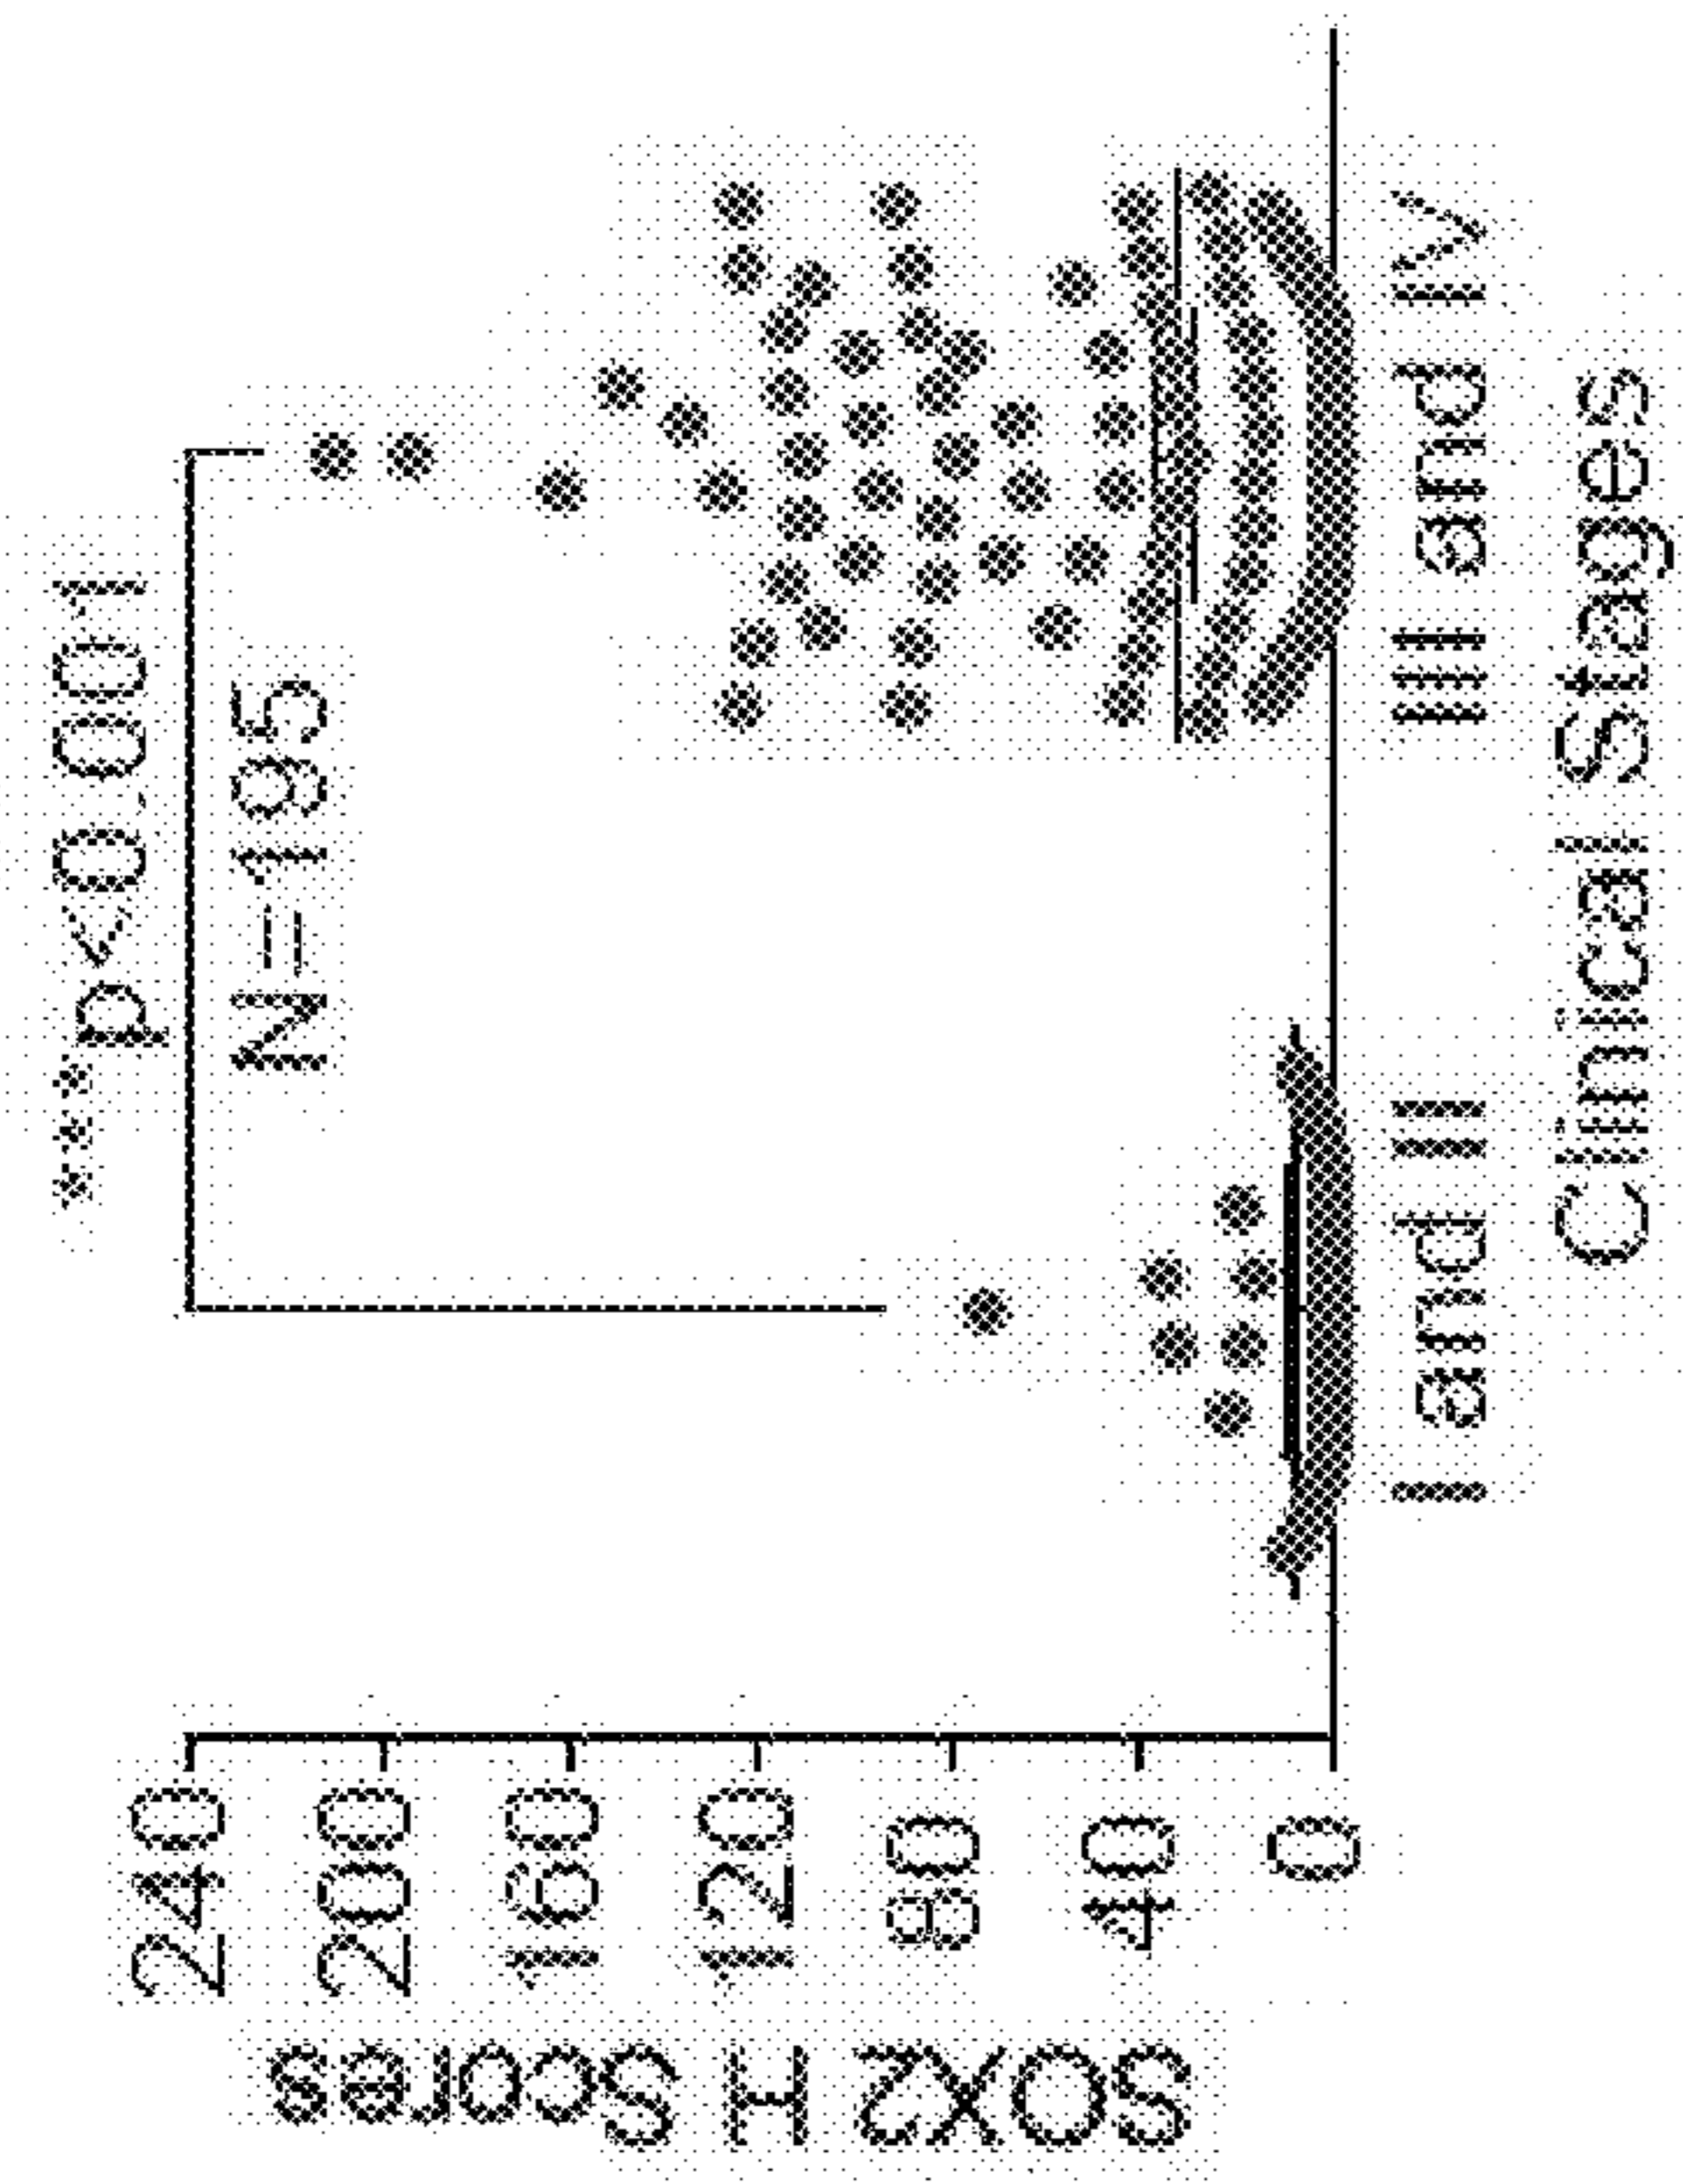 ***p<0.001
N=195
SOX2 H Scores
240
200
160
120
80
40
0
I and II
III and IV
Clinical Stages